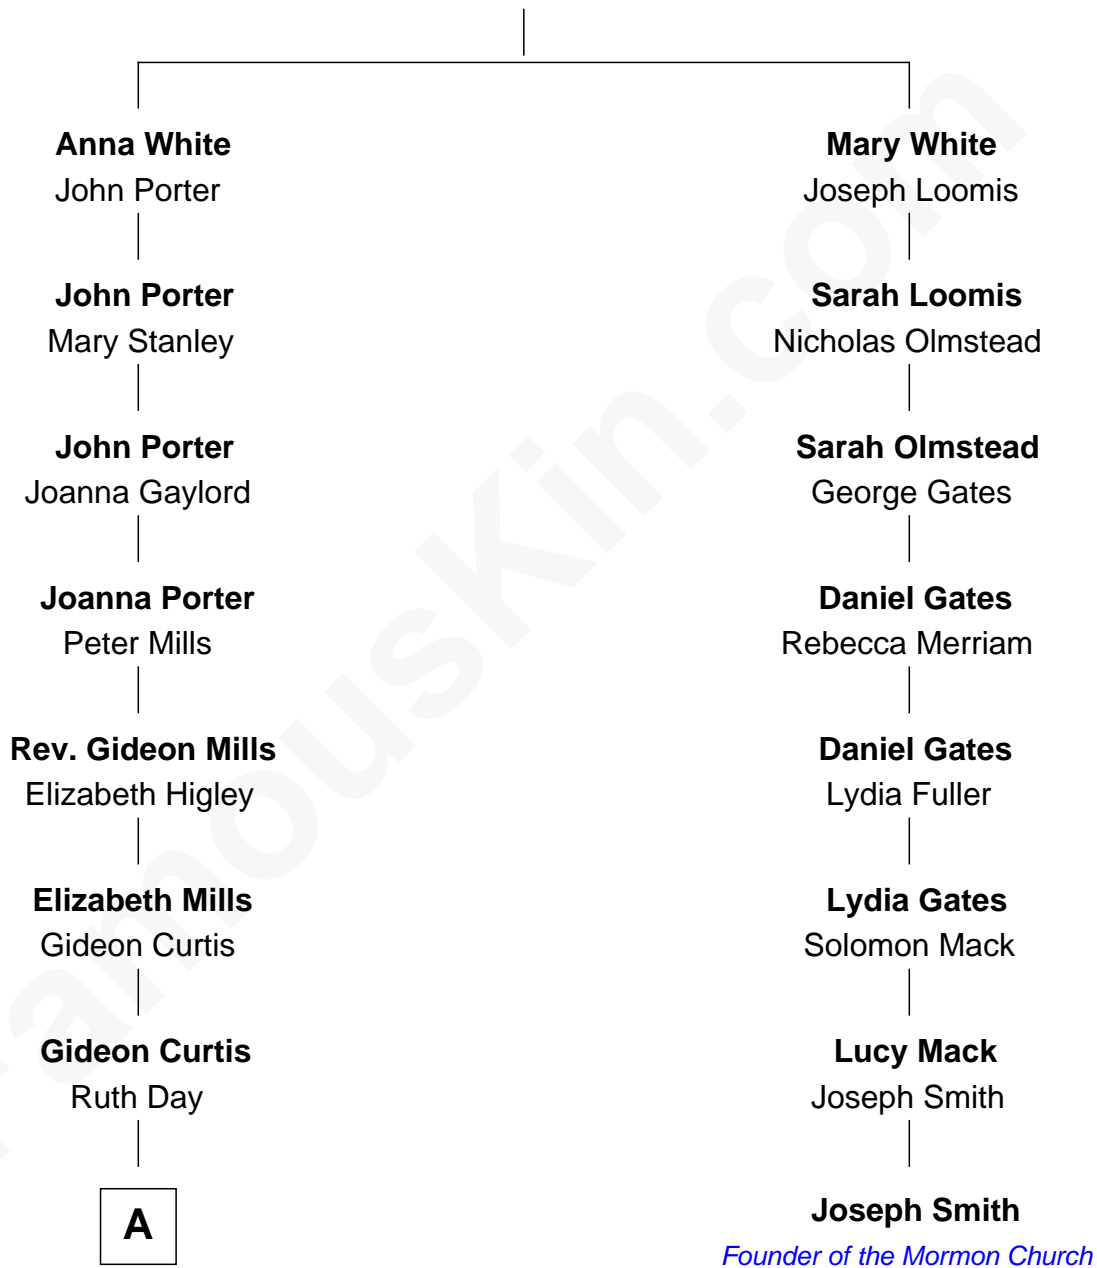 Anna White
John Porter
John Porter
Mary Stanley
John Porter
Joanna Gaylord
Joanna Porter
Peter Mills
Rev. Gideon Mills
Elizabeth Higley
Elizabeth Mills
Gideon Curtis
Gideon Curtis
Ruth Day
A
Mary White
Joseph Loomis
Sarah Loomis
Nicholas Olmstead
Sarah Olmstead
George Gates
Daniel Gates
Rebecca Merriam
Daniel Gates
Lydia Fuller
Lydia Gates
Solomon Mack
Lucy Mack
Joseph Smith
Joseph Smith
Founder of the Mormon Church
FamousKin.com